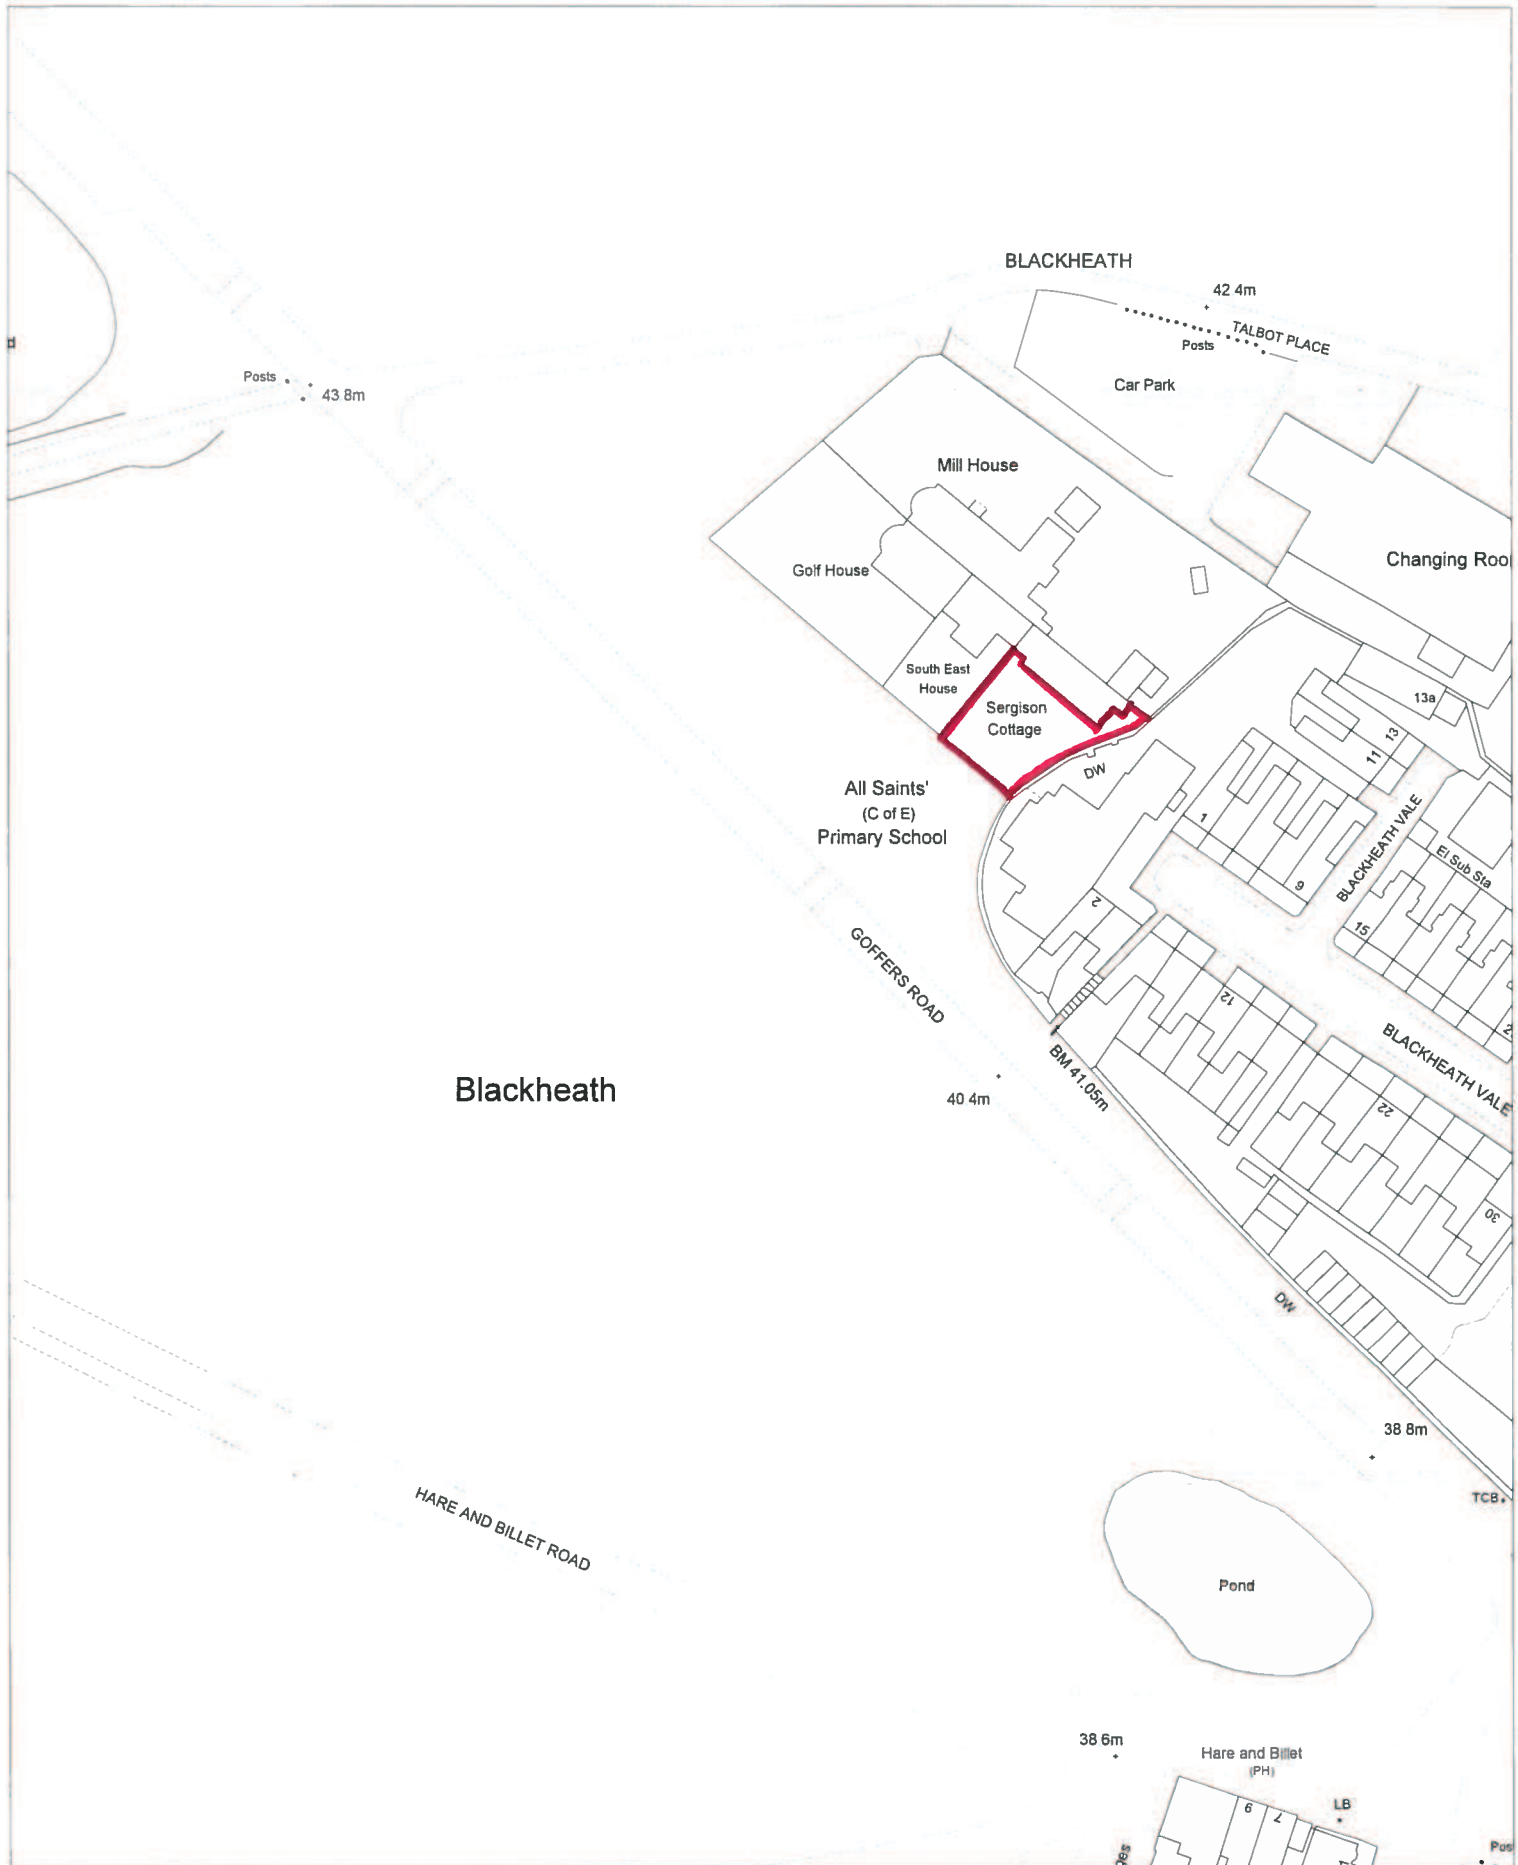 BLACKHEATH
42 4m
TALBOT PLACE
Posts
Car Park
Posts
43 8m
Mill House
Changing Roo
Golf House
South East
House
Sergison
Cottage
13a
13
11
DW
All Saints'
(C of E)
Primary School
1
9
BLACKHEATH VALE
El Sub Sta
2
15
GOFFERS ROAD
12
2
BLACKHEATH VALE
Blackheath
40 4m
BM 41.05m
22
30
DW
38 8m
HARE AND BILLET ROAD
TCB
Pond
38 6m
Hare and Billet
(PH)
6
7
LB
Pos